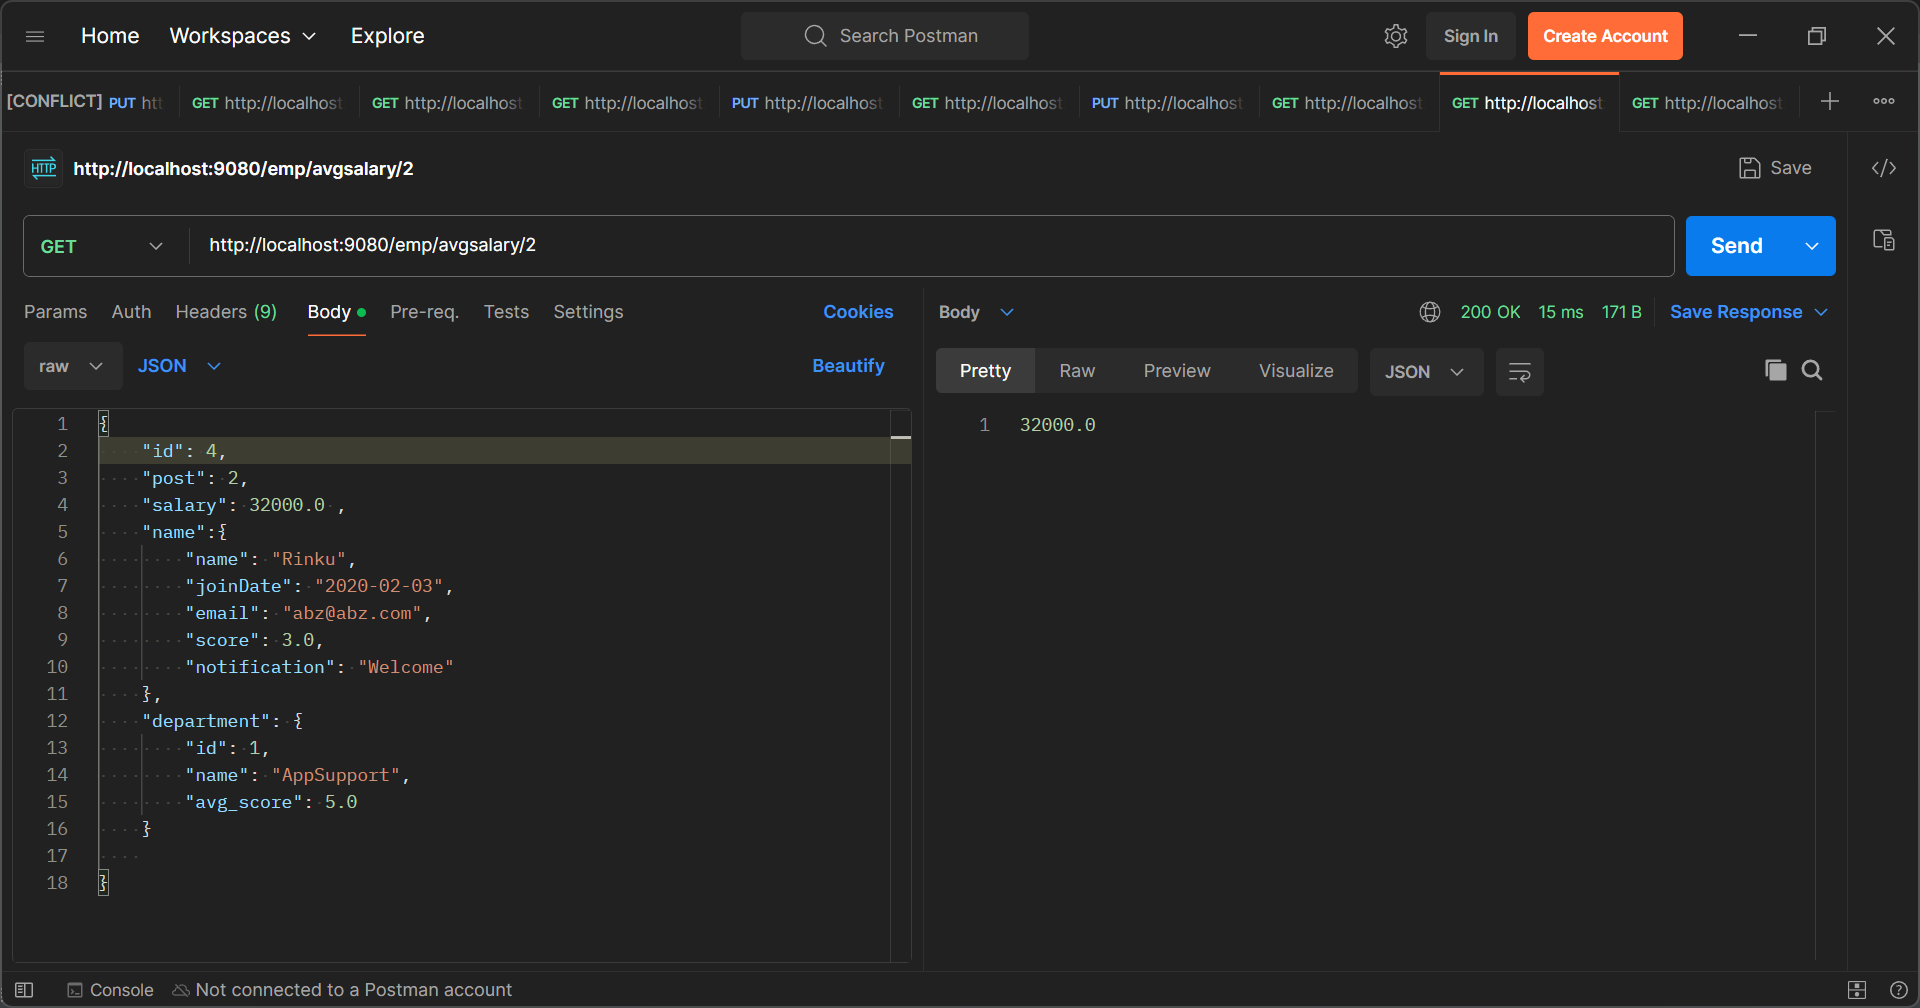 Home Workspaces Explore Search Postman Sign In Create Account
[CONFLICT] PUT htt GET http://localhost GET http://localhost GET http://localhost PUT http://localhost GET http://localhost PUT http://localhost GET http://localhost GET http://localhost GET http://localhost
HTTP http://localhost:9080/emp/avgsalary/2 Save
GET http://localhost:9080/emp/avgsalary/2 Send
Params Auth Headers (9) Body Pre-req. Tests Settings Cookies
raw JSON Beautify
1 {
2 "id": 4,
3 "post": 2,
4 "salary": 32000.0 ,
5 "name":{
6 "name": "Rinku",
7 "joinDate": "2020-02-03",
8 "email": "abz@abz.com",
9 "score": 3.0,
10 "notification": "Welcome"
11 },
12 "department": {
13 "id": 1,
14 "name": "AppSupport",
15 "avg_score": 5.0
16 }
17
18 }
Body 200 OK 15 ms 171 B Save Response
Pretty Raw Preview Visualize JSON
1 32000.0
Console Not connected to a Postman account